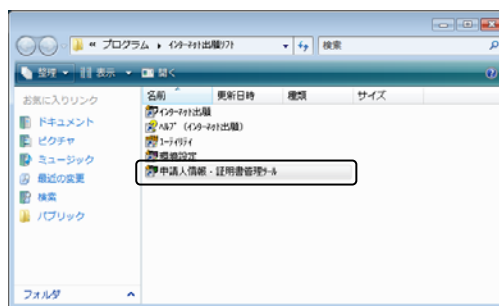 « プログラム ▸ ｲﾝﾀｰﾈｯﾄ出願ｿﾌﾄ
検索
整理 表示 開く
お気に入りリンク
ドキュメント
ピクチャ
ミュージック
最近の変更
検索
パブリック
フォルダ
名前 更新日時 種類 サイズ
ｲﾝﾀｰﾈｯﾄ出願
ﾍﾙﾌﾟ (ｲﾝﾀｰﾈｯﾄ出願)
ﾕｰﾃｨﾘﾃｨ
環境設定
申請人情報・証明書管理ﾂｰﾙ